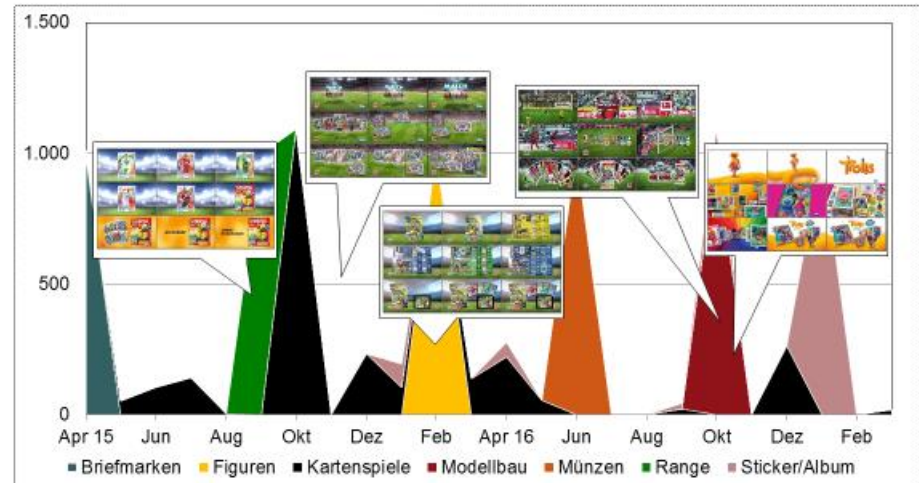 1.500
1.000
500
0
Apr 15 Jun Aug Okt Dez Feb Apr 16 Jun Aug Okt Dez Feb
Briefmarken Figuren Kartenspiele Modellbau Münzen Range Sticker/Album
Trolls